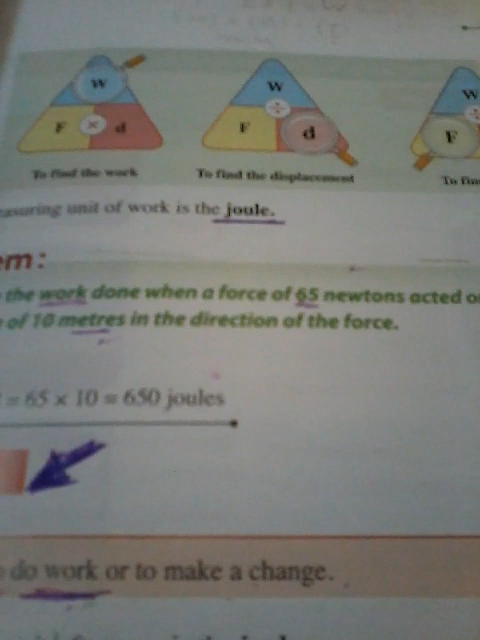 W
F × d
W
÷
F d
W
÷
F
To find the work
To find the displacement
To fin
easuring unit of work is the joule.
em:
the work done when a force of 65 newtons acted o
of 10 metres in the direction of the force.
= 65 × 10 = 650 joules
do work or to make a change.